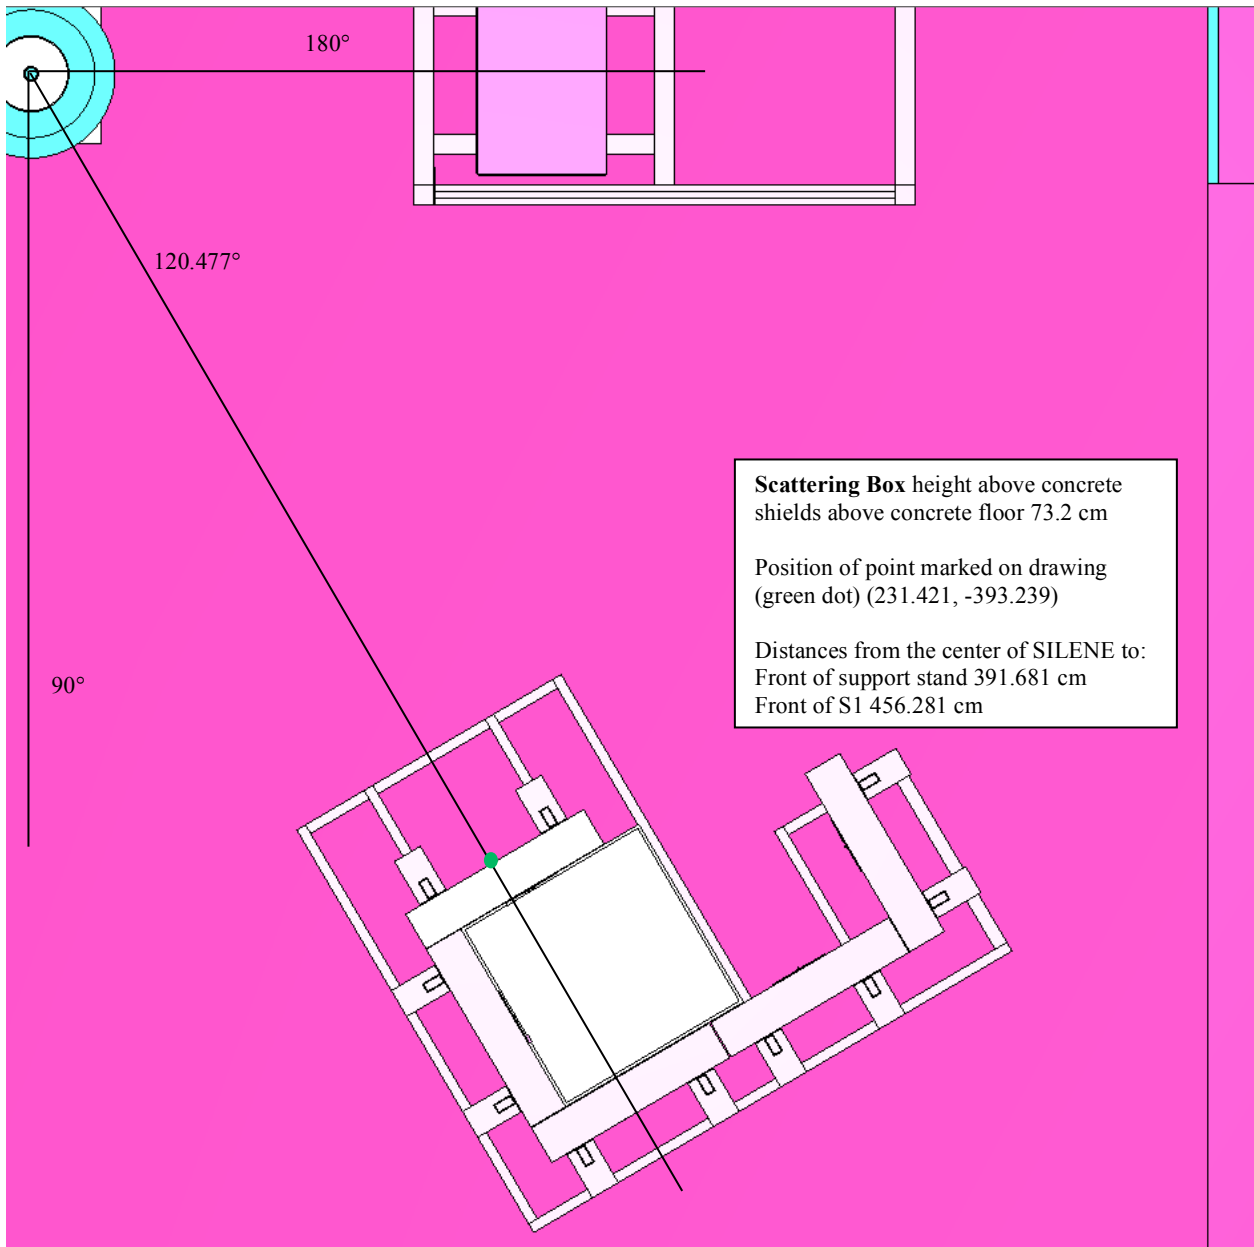 180°
120.477°
Scattering Box height above concrete
shields above concrete floor 73.2 cm
Position of point marked on drawing
(green dot) (231.421, -393.239)
Distances from the center of SILENE to:
Front of support stand 391.681 cm
Front of S1 456.281 cm
90°